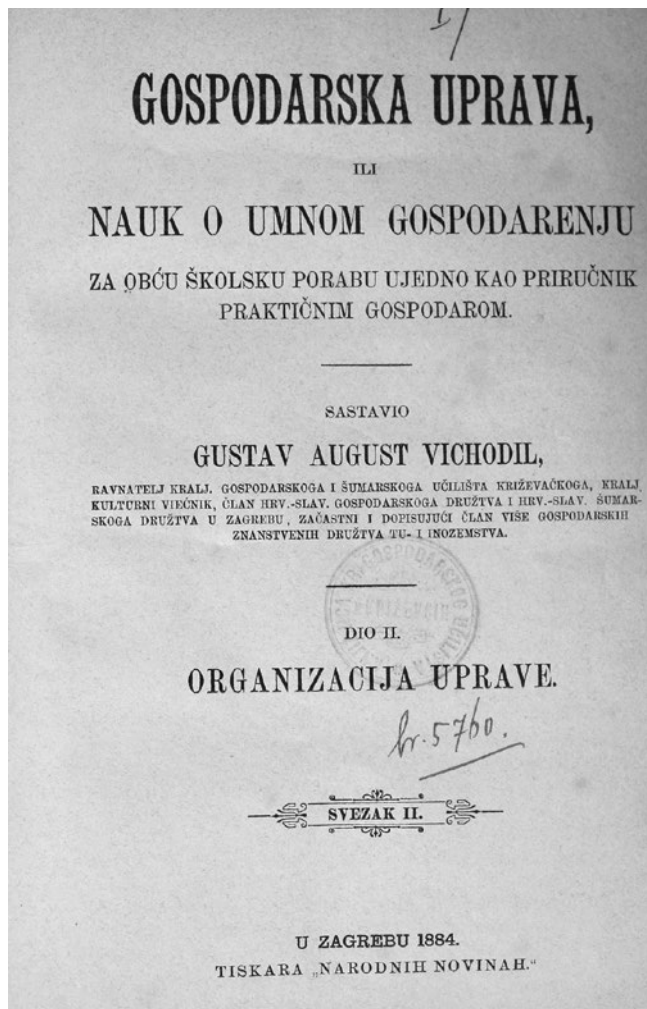 I/
GOSPODARSKA UPRAVA,
ILI
NAUK O UMNOM GOSPODARENJU
ZA OBĆU ŠKOLSKU PORABU UJEDNO KAO PRIRUČNIK
PRAKTIČNIM GOSPODAROM.
SASTAVIO
GUSTAV AUGUST VICHODIL,
RAVNATELJ KRALJ. GOSPODARSKOGA I ŠUMARSKOGA UČILIŠTA KRIŽEVAČKOGA, KRALJ.
KULTURNI VIEĆNIK, ČLAN HRV.-SLAV. GOSPODARSKOGA DRUŽTVA I HRV.-SLAV. ŠUMAR-
SKOGA DRUŽTVA U ZAGREBU, ZAČASTNI I DOPISUJUĆI ČLAN VIŠE GOSPODARSKIH
ZNANSTVENIH DRUŽTVA TU- I INOZEMSTVA.
DIO II.
ORGANIZACIJA UPRAVE.
br. 5760.
SVEZAK II.
U ZAGREBU 1884.
TISKARA „NARODNIH NOVINAH.“